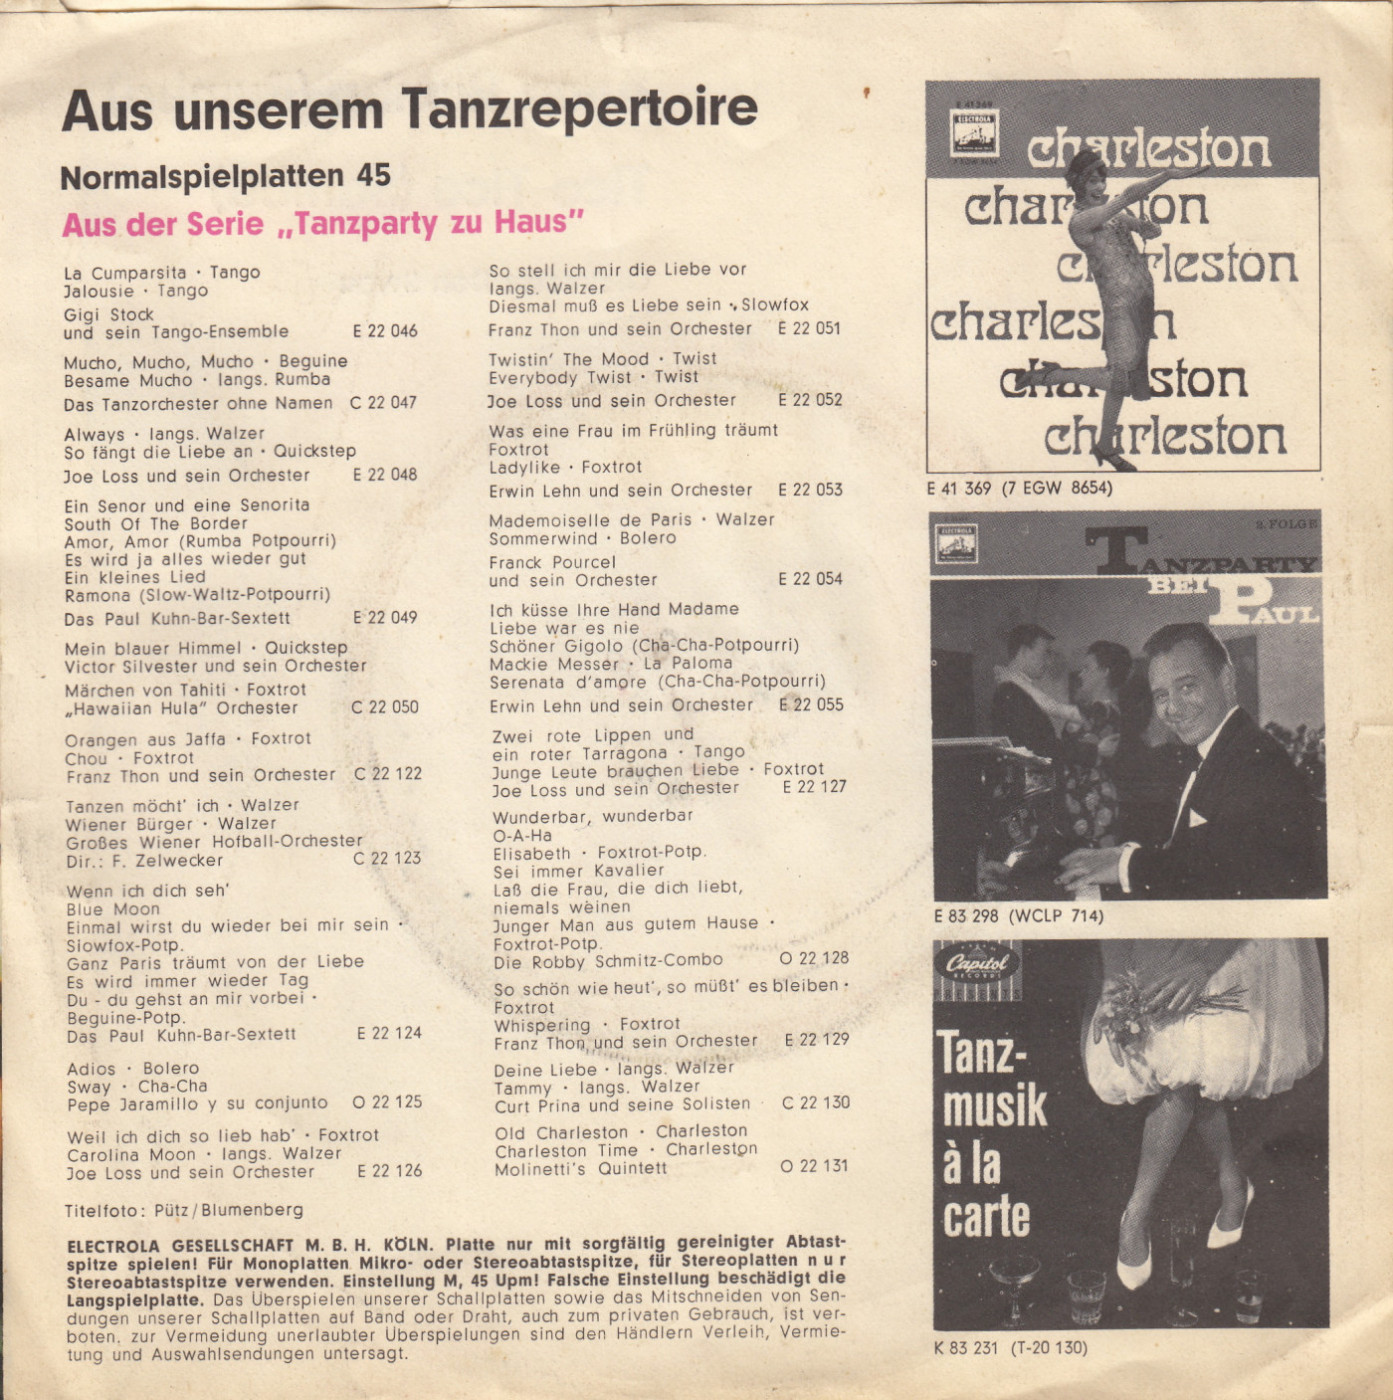 Aus unserem Tanzrepertoire
Normalspielplatten 45
Aus der Serie „Tanzparty zu Haus”
La Cumparsita · Tango
Jalousie · Tango
Gigi Stock
und sein Tango-Ensemble E 22 046
Mucho, Mucho, Mucho · Beguine
Besame Mucho · langs. Rumba
Das Tanzorchester ohne Namen C 22 047
Always · langs. Walzer
So fängt die Liebe an · Quickstep
Joe Loss und sein Orchester E 22 048
Ein Senor und eine Senorita
South Of The Border
Amor, Amor (Rumba Potpourri)
Es wird ja alles wieder gut
Ein kleines Lied
Ramona (Slow-Waltz-Potpourri)
Das Paul Kuhn-Bar-Sextett E 22 049
Mein blauer Himmel · Quickstep
Victor Silvester und sein Orchester
Märchen von Tahiti · Foxtrot
„Hawaiian Hula” Orchester C 22 050
Orangen aus Jaffa · Foxtrot
Chou · Foxtrot
Franz Thon und sein Orchester C 22 122
Tanzen möcht' ich · Walzer
Wiener Bürger · Walzer
Großes Wiener Hofball-Orchester
Dir.: F. Zelwecker C 22 123
Wenn ich dich seh'
Blue Moon
Einmal wirst du wieder bei mir sein ·
Slowfox-Potp.
Ganz Paris träumt von der Liebe
Es wird immer wieder Tag
Du - du gehst an mir vorbei ·
Beguine-Potp.
Das Paul Kuhn-Bar-Sextett E 22 124
Adios · Bolero
Sway · Cha-Cha
Pepe Jaramillo y su conjunto O 22 125
Weil ich dich so lieb hab' · Foxtrot
Carolina Moon · langs. Walzer
Joe Loss und sein Orchester E 22 126
Titelfoto: Pütz/Blumenberg
So stell ich mir die Liebe vor
langs. Walzer
Diesmal muß es Liebe sein · Slowfox
Franz Thon und sein Orchester E 22 051
Twistin' The Mood · Twist
Everybody Twist · Twist
Joe Loss und sein Orchester E 22 052
Was eine Frau im Frühling träumt
Foxtrot
Ladylike · Foxtrot
Erwin Lehn und sein Orchester E 22 053
Mademoiselle de Paris · Walzer
Sommerwind · Bolero
Franck Pourcel
und sein Orchester E 22 054
Ich küsse Ihre Hand Madame
Liebe war es nie
Schöner Gigolo (Cha-Cha-Potpourri)
Mackie Messer · La Paloma
Serenata d'amore (Cha-Cha-Potpourri)
Erwin Lehn und sein Orchester E 22 055
Zwei rote Lippen und
ein roter Tarragona · Tango
Junge Leute brauchen Liebe · Foxtrot
Joe Loss und sein Orchester E 22 127
Wunderbar, wunderbar
O-A-Ha
Elisabeth · Foxtrot-Potp.
Sei immer Kavalier
Laß die Frau, die dich liebt,
niemals weinen
Junger Man aus gutem Hause ·
Foxtrot-Potp.
Die Robby Schmitz-Combo O 22 128
So schön wie heut', so müßt' es bleiben ·
Foxtrot
Whispering · Foxtrot
Franz Thon und sein Orchester E 22 129
Deine Liebe · langs. Walzer
Tammy · langs. Walzer
Curt Prina und seine Solisten C 22 130
Old Charleston · Charleston
Charleston Time · Charleston
Molinetti's Quintett O 22 131
ELECTROLA GESELLSCHAFT M. B. H. KÖLN. Platte nur mit sorgfältig gereinigter Abtast-
spitze spielen! Für Monoplatten Mikro- oder Stereoabtastspitze, für Stereoplatten nur
Stereoabtastspitze verwenden. Einstellung M, 45 Upm! Falsche Einstellung beschädigt die
Langspielplatte. Das Überspielen unserer Schallplatten sowie das Mitschneiden von Sen-
dungen unserer Schallplatten auf Band oder Draht, auch zum privaten Gebrauch, ist ver-
boten. zur Vermeidung unerlaubter Überspielungen sind den Händlern Verleih, Vermie-
tung und Auswahlsendungen untersagt.
E 41 369
ELECTROLA
charleston
charleston
charleston
charleston
charleston
charleston
E 41 369 (7 EGW 8654)
ELECTROLA
2. FOLGE
TANZPARTY
BEI PAUL
E 83 298 (WCLP 714)
Capitol
RECORDS
PRESENTS
Tanz-
musik
à la
carte
K 83 231 (T-20 130)